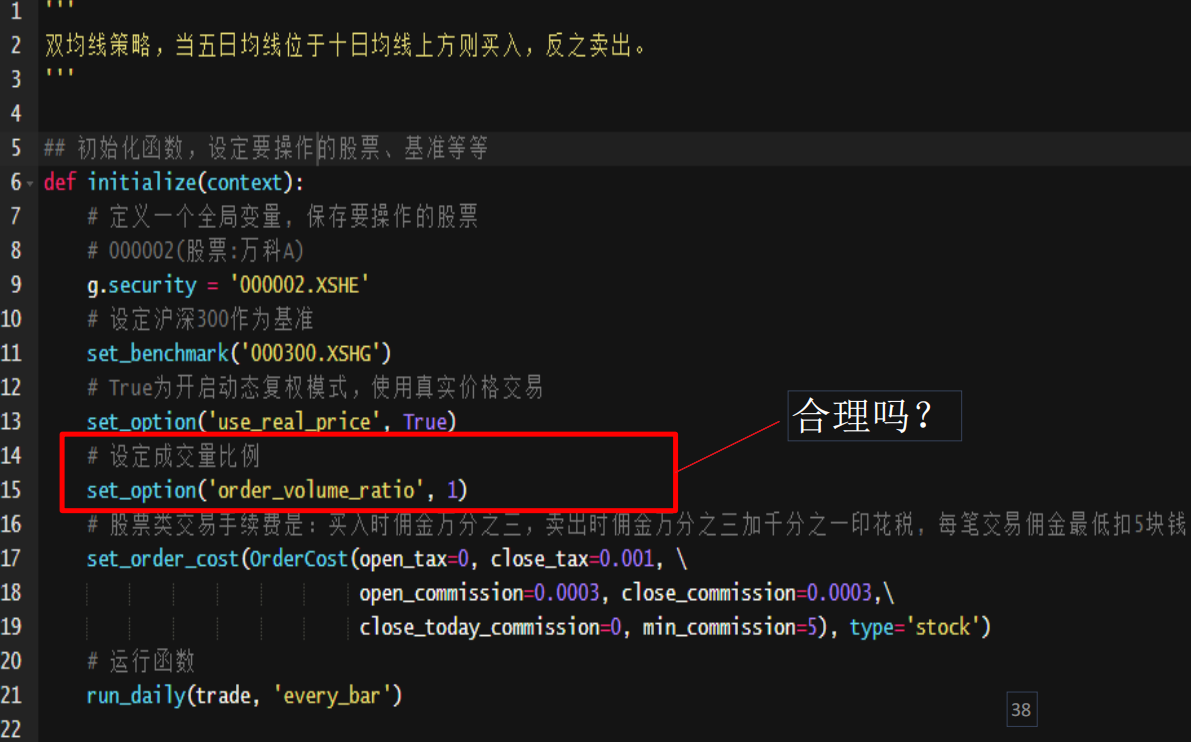 1 '''
2 双均线策略，当五日均线位于十日均线上方则买入，反之卖出。
3 '''
4
5 ## 初始化函数，设定要操作的股票、基准等等
6 def initialize(context):
7 # 定义一个全局变量，保存要操作的股票
8 # 000002(股票:万科A)
9 g.security = '000002.XSHE'
10 # 设定沪深300作为基准
11 set_benchmark('000300.XSHG')
12 # True为开启动态复权模式，使用真实价格交易
13 set_option('use_real_price', True)
14 # 设定成交量比例
15 set_option('order_volume_ratio', 1)
合理吗？
16 # 股票类交易手续费是：买入时佣金万分之三，卖出时佣金万分之三加千分之一印花税，每笔交易佣金最低扣5块钱
17 set_order_cost(OrderCost(open_tax=0, close_tax=0.001, \
18 open_commission=0.0003, close_commission=0.0003,\
19 close_today_commission=0, min_commission=5), type='stock')
20 # 运行函数
21 run_daily(trade, 'every_bar')
22
38